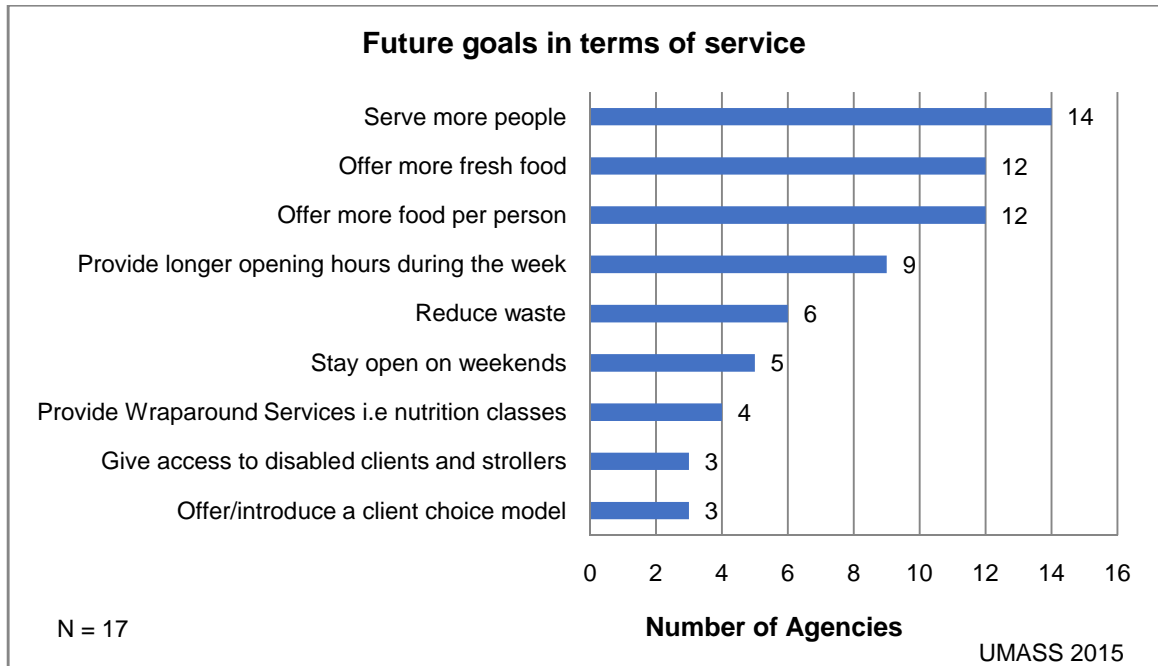 Future goals in terms of service
Serve more people 14
Offer more fresh food 12
Offer more food per person 12
Provide longer opening hours during the week 9
Reduce waste 6
Stay open on weekends 5
Provide Wraparound Services i.e nutrition classes 4
Give access to disabled clients and strollers 3
Offer/introduce a client choice model 3
0 2 4 6 8 10 12 14 16
N = 17
Number of Agencies
UMASS 2015